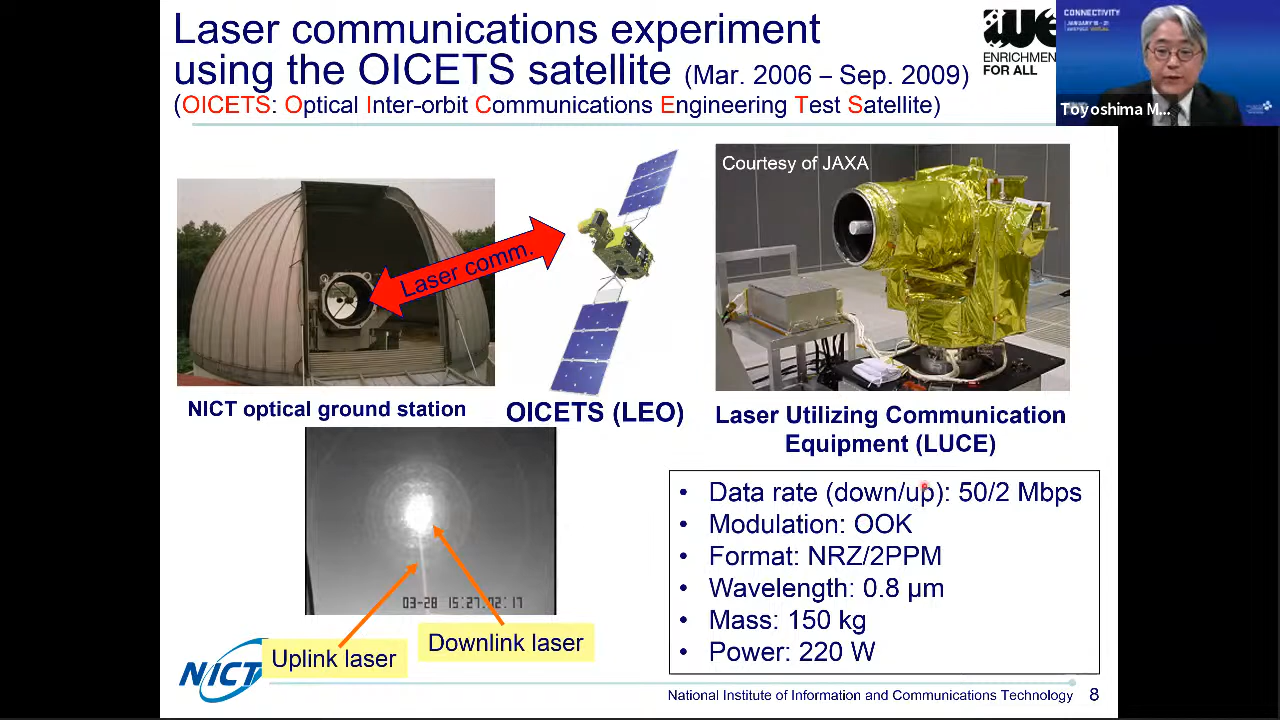 Laser communications experiment
using the OICETS satellite (Mar. 2006 – Sep. 2009)
(OICETS: Optical Inter-orbit Communications Engineering Test Satellite)
ENRICHMENT
FOR ALL
CONNECTIVITY
Toyoshima M...
Courtesy of JAXA
Laser comm.
NICT optical ground station
OICETS (LEO)
Laser Utilizing Communication
Equipment (LUCE)
03-28 15:27:02:17
Uplink laser
Downlink laser
• Data rate (down/up): 50/2 Mbps
• Modulation: OOK
• Format: NRZ/2PPM
• Wavelength: 0.8 µm
• Mass: 150 kg
• Power: 220 W
NICT
National Institute of Information and Communications Technology 8